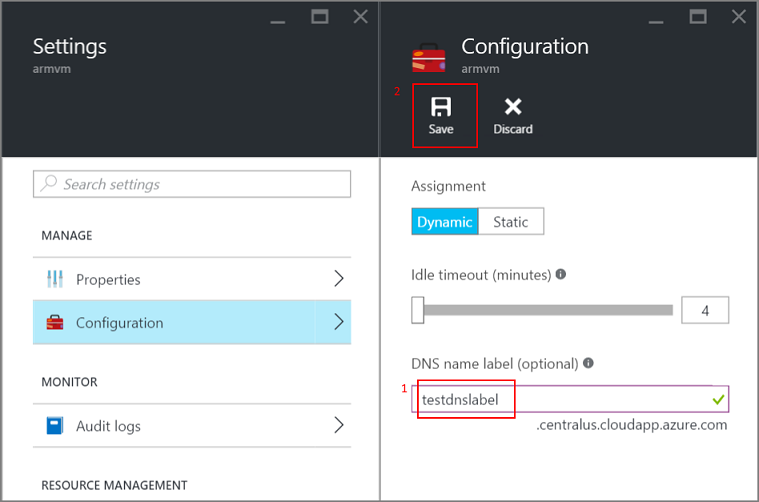 Settings
armvm
Search settings
MANAGE
Properties
Configuration
MONITOR
Audit logs
RESOURCE MANAGEMENT
Configuration
armvm
2
Save
Discard
Assignment
Dynamic
Static
Idle timeout (minutes)
4
DNS name label (optional)
1
testdnslabel
.centralus.cloudapp.azure.com